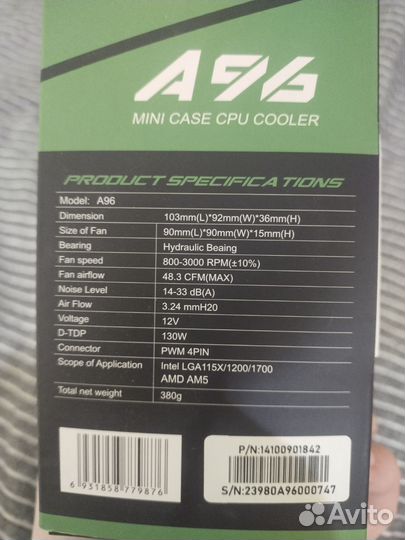 A96
MINI CASE CPU COOLER
PRODUCT SPECIFICATIONS
Model: A96
Dimension 103mm(L)*92mm(W)*36mm(H)
Size of Fan 90mm(L)*90mm(W)*15mm(H)
Bearing Hydraulic Beaing
Fan speed 800-3000 RPM(±10%)
Fan airflow 48.3 CFM(MAX)
Noise Level 14-33 dB(A)
Air Flow 3.24 mmH20
Voltage 12V
D-TDP 130W
Connector PWM 4PIN
Scope of Application Intel LGA115X/1200/1700
AMD AM5
Total net weight 380g
P/N:14100901842
6 931858 779876
S/N:23980A96000747
Avito